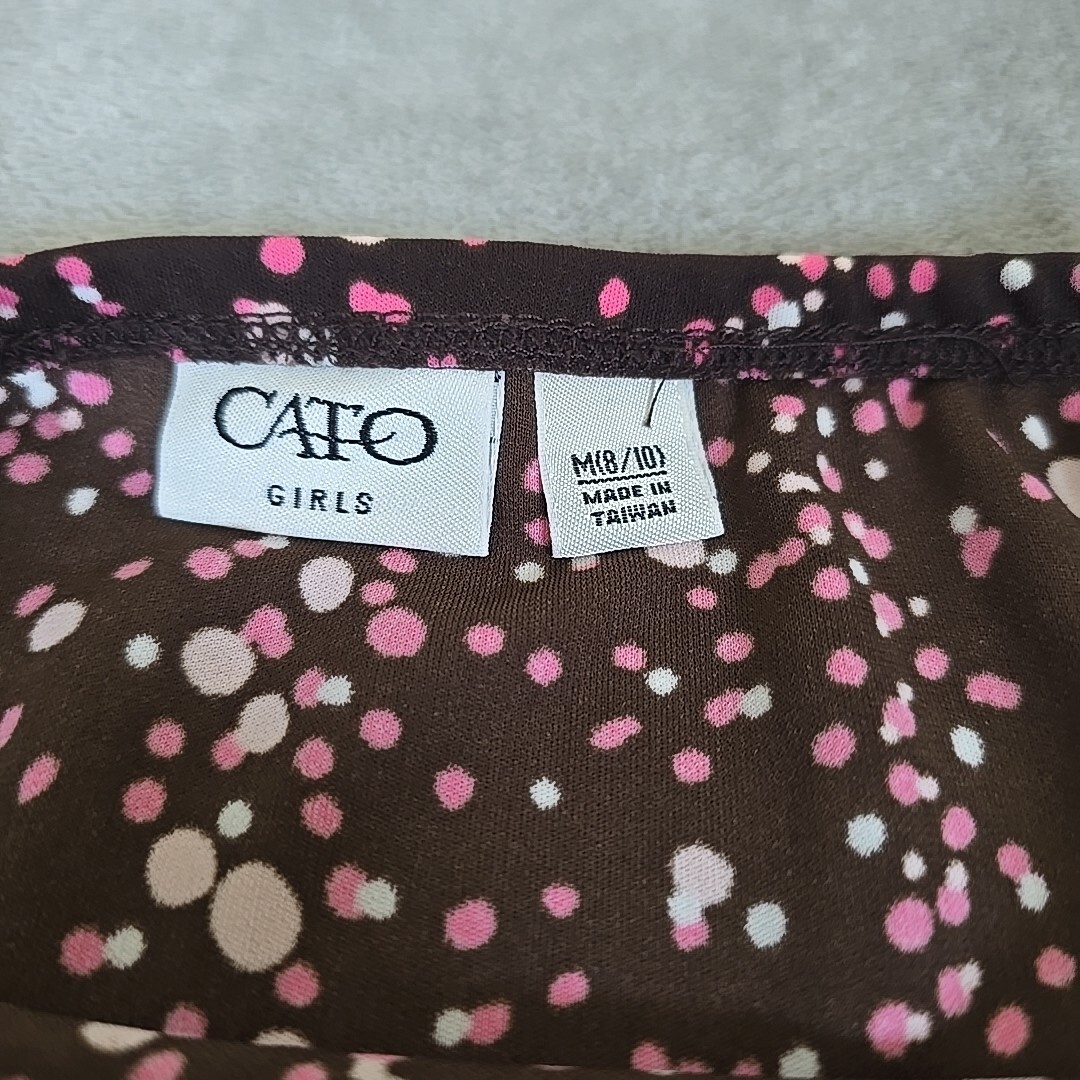 CATO
GIRLS
M(8/10)
MADE IN
TAIWAN